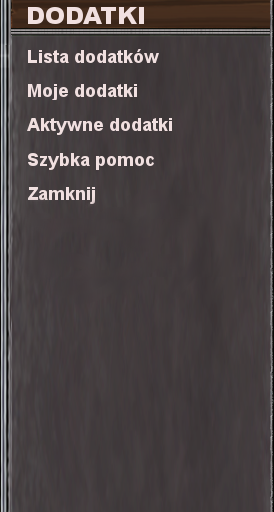 DODATKI
Lista dodatków
Moje dodatki
Aktywne dodatki
Szybka pomoc
Zamknij